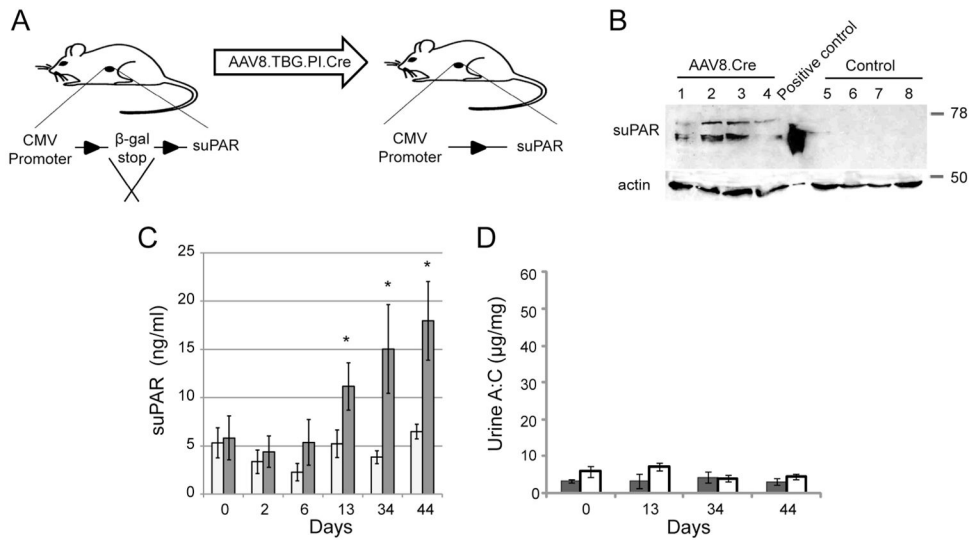 A
AAV8.TBG.PI.Cre
CMV
Promoter
β-gal
stop
suPAR
CMV
Promoter
suPAR
B
AAV8.Cre
Positive control
Control
1 2 3 4 5 6 7 8
suPAR
actin
78
50
C
suPAR (ng/ml)
25
20
15
10
5
0
* * *
0 2 6 13 34 44
Days
D
Urine A:C (µg/mg)
60
50
40
30
20
10
0
0 13 34 44
Days